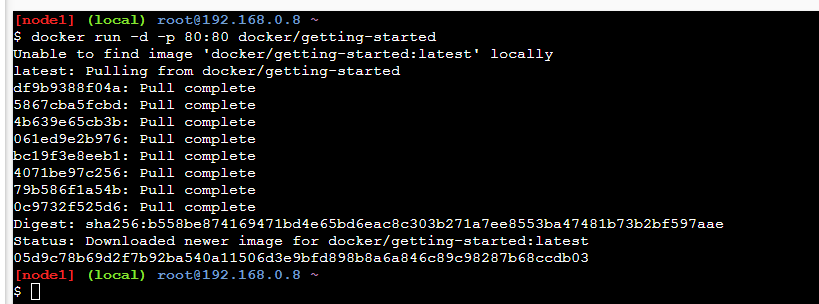 [node1] (local) root@192.168.0.8 ~
$ docker run -d -p 80:80 docker/getting-started
Unable to find image 'docker/getting-started:latest' locally
latest: Pulling from docker/getting-started
df9b9388f04a: Pull complete
5867cba5fcbd: Pull complete
4b639e65cb3b: Pull complete
061ed9e2b976: Pull complete
bc19f3e8eeb1: Pull complete
4071be97c256: Pull complete
79b586f1a54b: Pull complete
0c9732f525d6: Pull complete
Digest: sha256:b558be874169471bd4e65bd6eac8c303b271a7ee8553ba47481b73b2bf597aae
Status: Downloaded newer image for docker/getting-started:latest
05d9c78b69d2f7b92ba540a11506d3e9bfd898b8a6a846c89c98287b68ccdb03
[node1] (local) root@192.168.0.8 ~
$